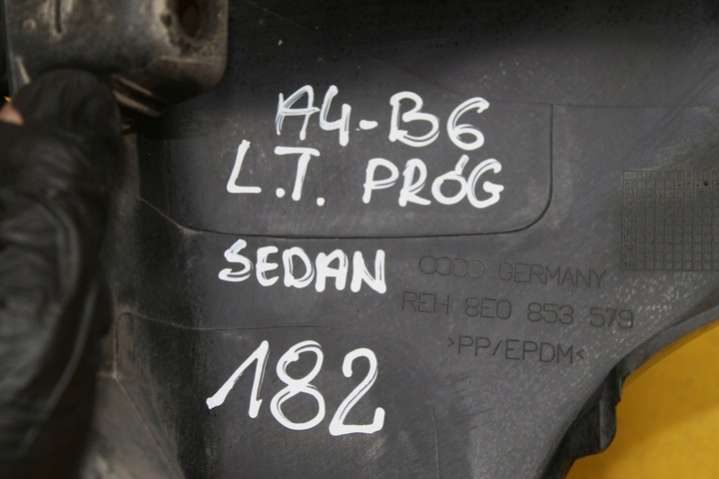 A4-B6
L.T. PRÓG
SEDAN
GERMANY
REH 8E0 853 579
>PP/EPDM<
182